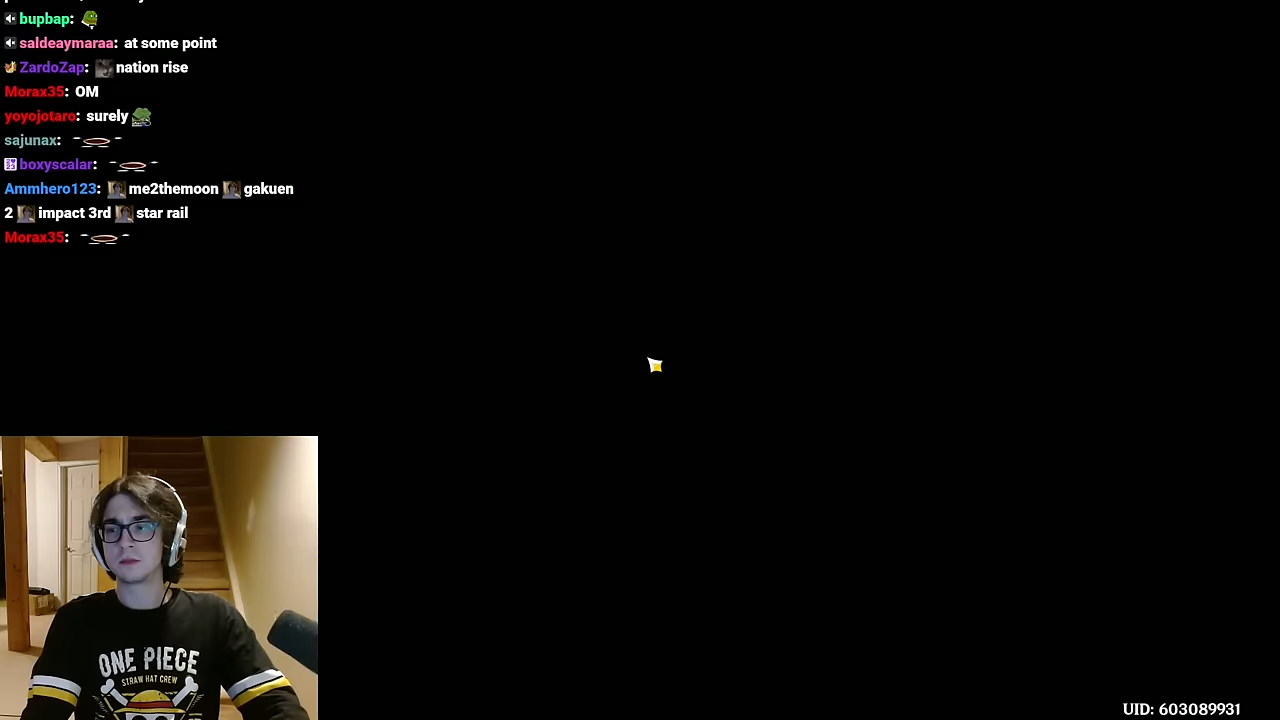 bupbap:
saldeaymaraa: at some point
ZardoZap: nation rise
Morax35: OM
yoyojotaro: surely
sajunax:
boxyscalar:
Ammhero123: me2themoon gakuen
2 impact 3rd star rail
Morax35:
ONE PIECE
STRAW HAT CREW
UID: 603089931